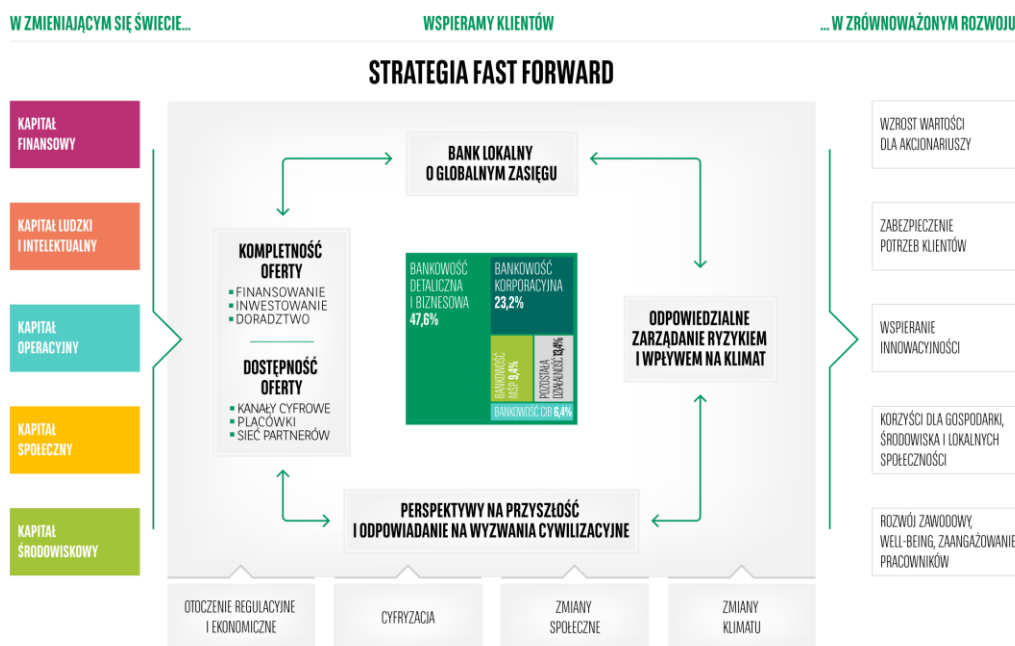 W ZMIENIAJĄCYM SIĘ ŚWIECIE...
WSPIERAMY KLIENTÓW
... W ZRÓWNOWAŻONYM ROZWOJU
STRATEGIA FAST FORWARD
KAPITAŁ
FINANSOWY
KAPITAŁ LUDZKI
I INTELEKTUALNY
KAPITAŁ
OPERACYJNY
KAPITAŁ
SPOŁECZNY
KAPITAŁ
ŚRODOWISKOWY
BANK LOKALNY
O GLOBALNYM ZASIĘGU
KOMPLETNOŚĆ
OFERTY
FINANSOWANIE
INWESTOWANIE
DORADZTWO
DOSTĘPNOŚĆ
OFERTY
KANAŁY CYFROWE
PLACÓWKI
SIEĆ PARTNERÓW
BANKOWOŚĆ
DETALICZNA
I BIZNESOWA
47,6%
BANKOWOŚĆ
KORPORACYJNA
23,2%
BANKOWOŚĆ
MŚP 9,4%
POZOSTAŁA
DZIAŁALNOŚĆ 13,4%
BANKOWOŚĆ CIB 6,4%
ODPOWIEDZIALNE
ZARZĄDANIE RYZYKIEM
I WPŁYWEM NA KLIMAT
PERSPEKTYWY NA PRZYSZŁOŚĆ
I ODPOWIADANIE NA WYZWANIA CYWILIZACYJNE
WZROST WARTOŚCI
DLA AKCJONARIUSZY
ZABEZPIECZENIE
POTRZEB KLIENTÓW
WSPIERANIE
INNOWACYJNOŚCI
KORZYŚCI DLA GOSPODARKI,
ŚRODOWISKA I LOKALNYCH
SPOŁECZNOŚCI
ROZWÓJ ZAWODOWY,
WELL-BEING, ZAANGAŻOWANIE
PRACOWNIKÓW
OTOCZENIE REGULACYJNE
I EKONOMICZNE
CYFRYZACJA
ZMIANY
SPOŁECZNE
ZMIANY
KLIMATU